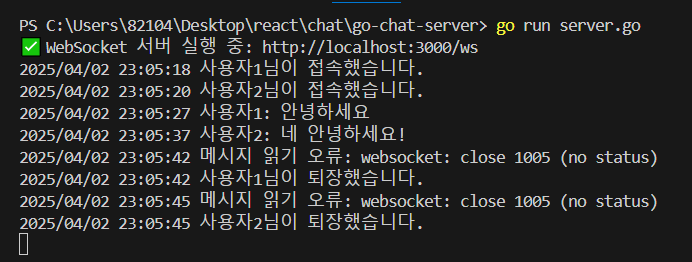 PS C:\Users\82104\Desktop\react\chat\go-chat-server> go run server.go
✅ WebSocket 서버 실행 중: http://localhost:3000/ws
2025/04/02 23:05:18 사용자1님이 접속했습니다.
2025/04/02 23:05:20 사용자2님이 접속했습니다.
2025/04/02 23:05:27 사용자1: 안녕하세요
2025/04/02 23:05:37 사용자2: 네 안녕하세요!
2025/04/02 23:05:42 메시지 읽기 오류: websocket: close 1005 (no status)
2025/04/02 23:05:42 사용자1님이 퇴장했습니다.
2025/04/02 23:05:45 메시지 읽기 오류: websocket: close 1005 (no status)
2025/04/02 23:05:45 사용자2님이 퇴장했습니다.